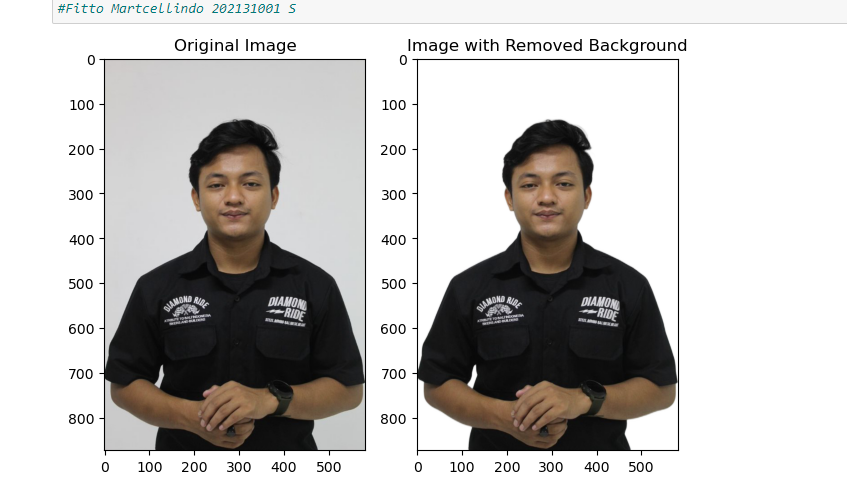 #Fitto Martcellindo 202131001 S
Original Image
Image with Removed Background
0
100
200
300
400
500
600
700
800
0 100 200 300 400 500
0
100
200
300
400
500
600
700
800
0 100 200 300 400 500
DIAMOND RIDE
DIAMOND
RIDE
DIAMOND RIDE
DIAMOND
RIDE